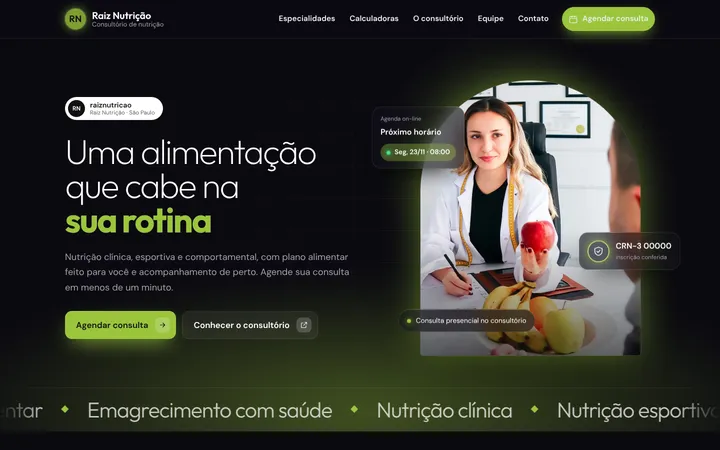 RN
Raiz Nutrição
Consultório de nutrição
Especialidades
Calculadoras
O consultório
Equipe
Contato
Agendar consulta
RN
raiznutricao
Raiz Nutrição · São Paulo
Uma alimentação
que cabe na
sua rotina
Nutrição clínica, esportiva e comportamental, com plano alimentar
feito para você e acompanhamento de perto. Agende sua consulta
em menos de um minuto.
Agendar consulta
Conhecer o consultório
Agenda on-line
Próximo horário
Seg, 23/11 · 08:00
CRN-3 00000
Inscrição conferida
Consulta presencial no consultório
ntar ◆ Emagrecimento com saúde ◆ Nutrição clínica ◆ Nutrição esportiva